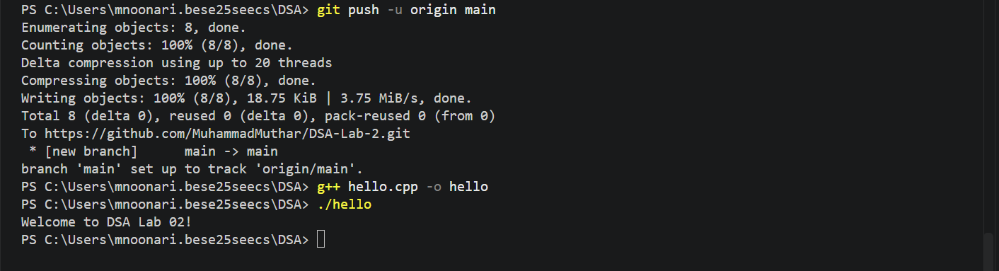 PS C:\Users\mnoonari.bese25seecs\DSA> git push -u origin main
Enumerating objects: 8, done.
Counting objects: 100% (8/8), done.
Delta compression using up to 20 threads
Compressing objects: 100% (8/8), done.
Writing objects: 100% (8/8), 18.75 KiB | 3.75 MiB/s, done.
Total 8 (delta 0), reused 0 (delta 0), pack-reused 0 (from 0)
To https://github.com/MuhammadMuthar/DSA-Lab-2.git
 * [new branch]      main -> main
branch 'main' set up to track 'origin/main'.
PS C:\Users\mnoonari.bese25seecs\DSA> g++ hello.cpp -o hello
PS C:\Users\mnoonari.bese25seecs\DSA> ./hello
Welcome to DSA Lab 02!
PS C:\Users\mnoonari.bese25seecs\DSA>